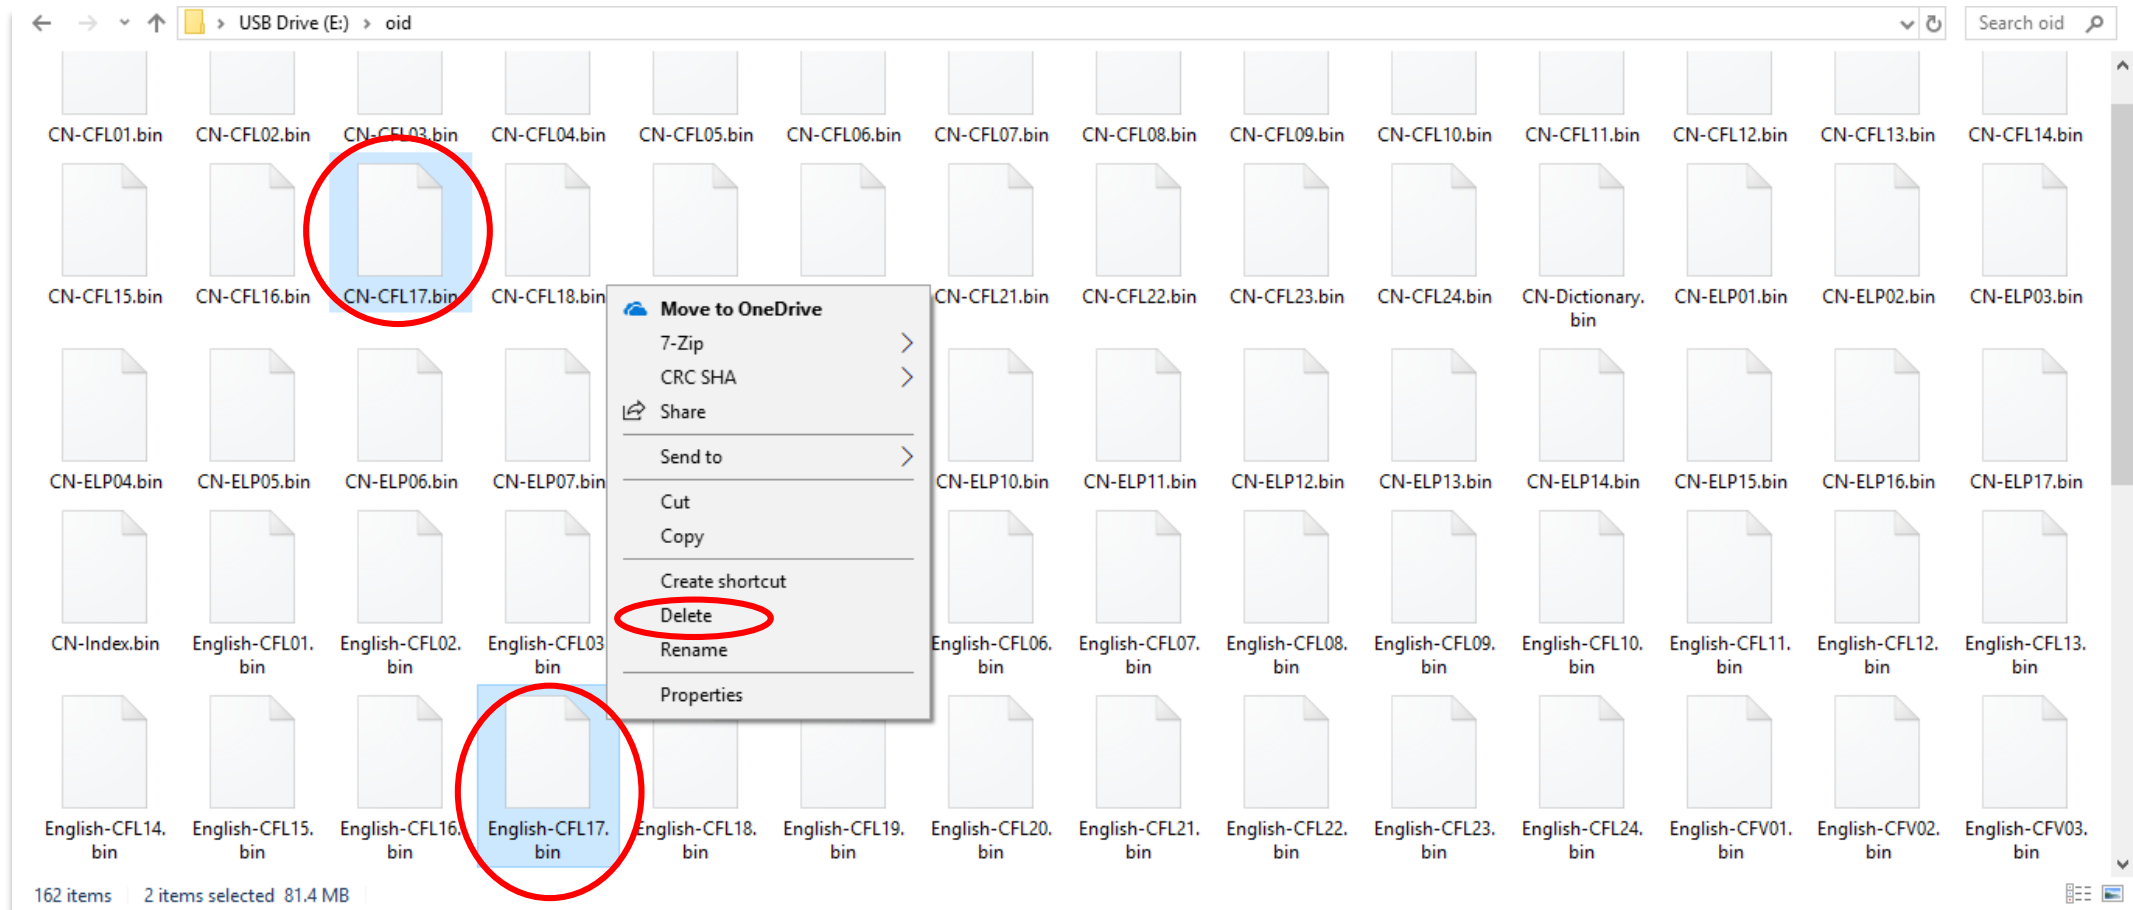 USB Drive (E:) > oid
Search oid
CN-CFL01.bin CN-CFL02.bin CN-CFL03.bin CN-CFL04.bin CN-CFL05.bin CN-CFL06.bin CN-CFL07.bin CN-CFL08.bin CN-CFL09.bin CN-CFL10.bin CN-CFL11.bin CN-CFL12.bin CN-CFL13.bin CN-CFL14.bin
CN-CFL15.bin CN-CFL16.bin CN-CFL17.bin CN-CFL18.bin CN-CFL21.bin CN-CFL22.bin CN-CFL23.bin CN-CFL24.bin CN-Dictionary. CN-ELP01.bin CN-ELP02.bin CN-ELP03.bin
bin
Move to OneDrive
7-Zip
CRC SHA
Share
Send to
Cut
Copy
Create shortcut
Delete
Rename
Properties
CN-ELP04.bin CN-ELP05.bin CN-ELP06.bin CN-ELP07.bin CN-ELP10.bin CN-ELP11.bin CN-ELP12.bin CN-ELP13.bin CN-ELP14.bin CN-ELP15.bin CN-ELP16.bin CN-ELP17.bin
CN-Index.bin English-CFL01. English-CFL02. English-CFL03 English-CFL06. English-CFL07. English-CFL08. English-CFL09. English-CFL10. English-CFL11. English-CFL12. English-CFL13.
bin bin bin bin bin bin bin bin bin bin bin
English-CFL14. English-CFL15. English-CFL16. English-CFL17. English-CFL18. English-CFL19. English-CFL20. English-CFL21. English-CFL22. English-CFL23. English-CFL24. English-CFV01. English-CFV02. English-CFV03.
bin bin bin bin bin bin bin bin bin bin bin bin bin bin
162 items 2 items selected 81.4 MB